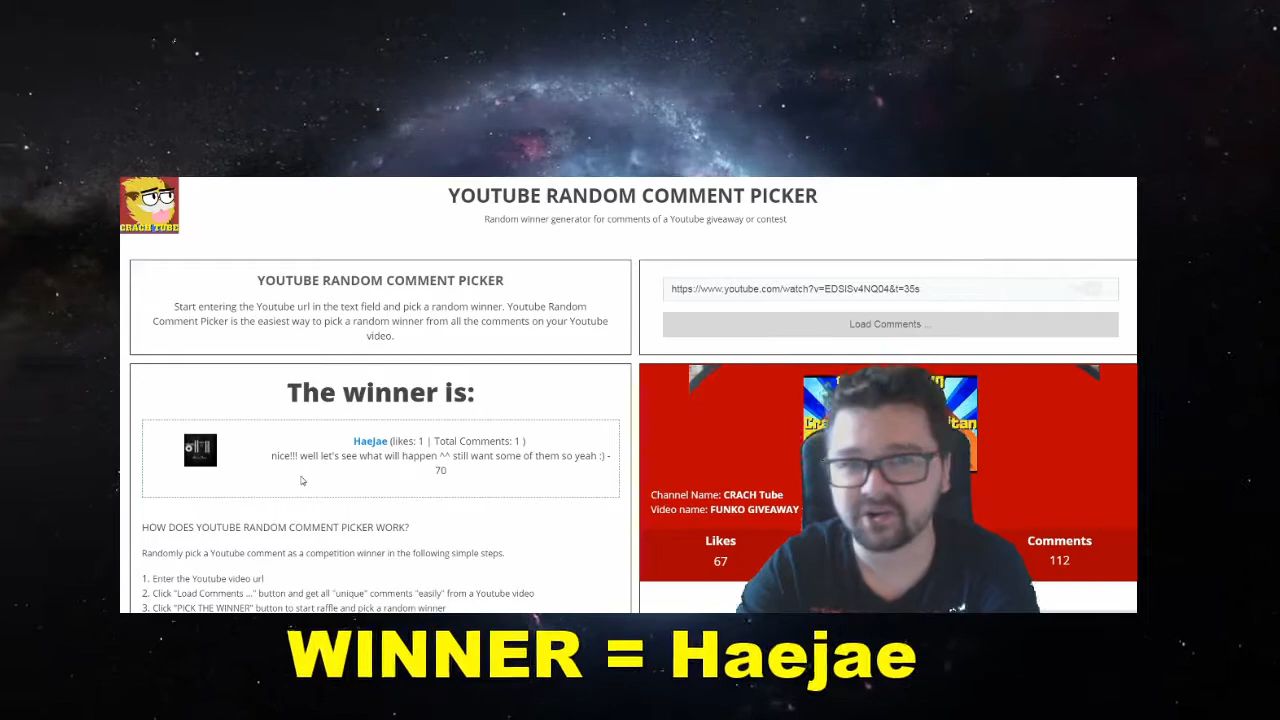 YOUTUBE RANDOM COMMENT PICKER
Random winner generator for comments of a Youtube giveaway or contest
CRACH TUBE
YOUTUBE RANDOM COMMENT PICKER
Start entering the Youtube url in the text field and pick a random winner. Youtube Random
Comment Picker is the easiest way to pick a random winner from all the comments on your Youtube
video.
https://www.youtube.com/watch?v=EDSlSv4NQ04&t=35s
Load Comments ...
The winner is:
HaeJae (likes: 1 | Total Comments: 1 )
nice!!! well let's see what will happen ^^ still want some of them so yeah :) -
70
HOW DOES YOUTUBE RANDOM COMMENT PICKER WORK?
Randomly pick a Youtube comment as a competition winner in the following simple steps.
1. Enter the Youtube video url
2. Click "Load Comments ..." button and get all "unique" comments "easily" from a Youtube video
3. Click "PICK THE WINNER" button to start raffle and pick a random winner
Channel Name: CRACH Tube
Video name: FUNKO GIVEAWAY
Likes
67
Comments
112
WINNER = Haejae